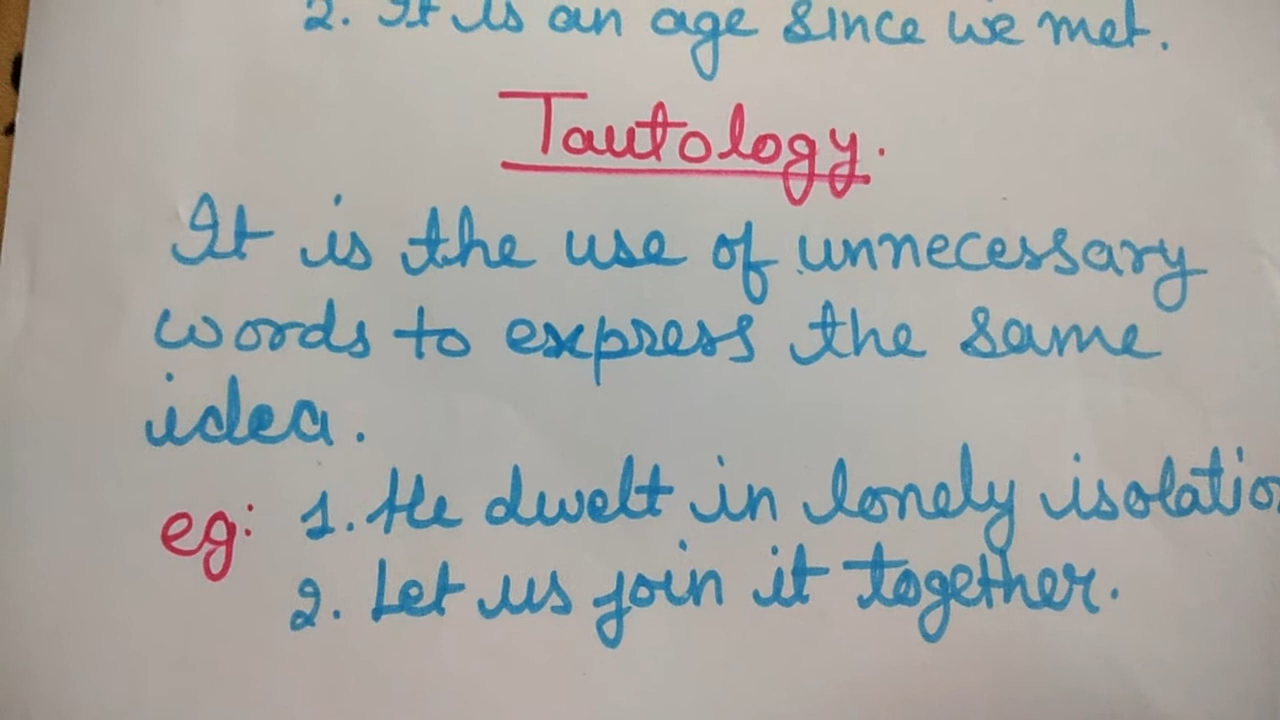 2. It is an age since we met.
Tautology.
It is the use of unnecessary
words to express the same
idea.
eg: 1. He dwelt in lonely isolatio
2. Let us join it together.